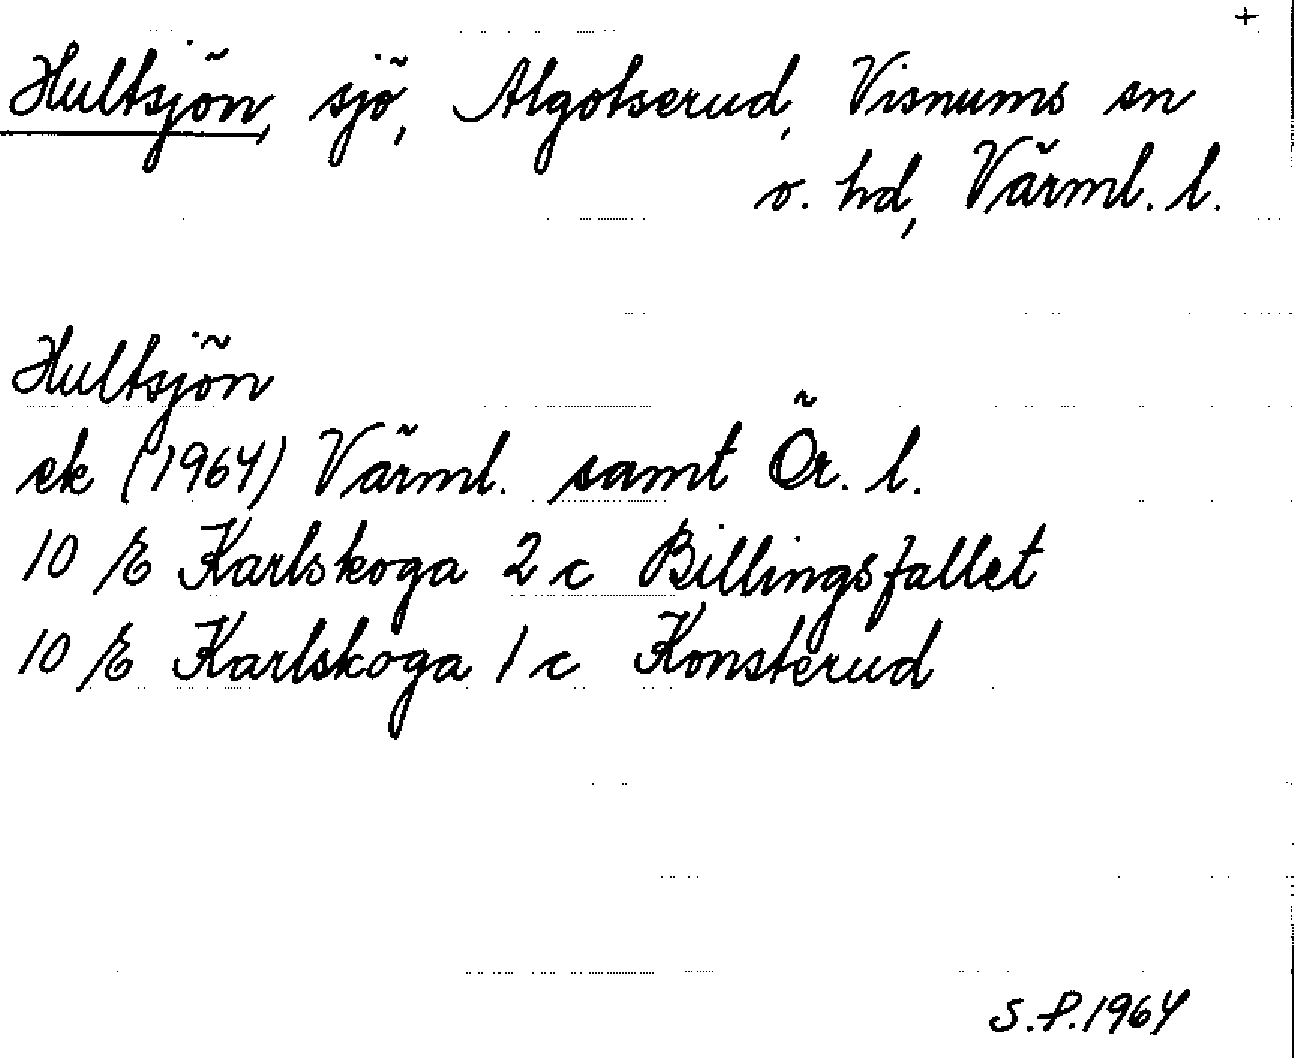 +
Hultsjön, sjö, Algotserud, Visnums sn
o. hd, Värml. l.
Hultsjön
ek (1964) Värml. samt Ör. l.
10 E Karlskoga 2 c Billingsfallet
10 E Karlskoga 1 c Konsterud
S.P. 1964